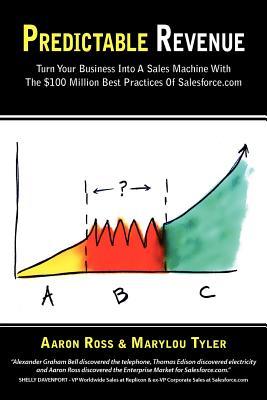 PREDICTABLE REVENUE
Turn Your Business Into A Sales Machine With
The $100 Million Best Practices Of Salesforce.com
?
A
B
C
AARON ROSS & MARYLOU TYLER
"Alexander Graham Bell discovered the telephone, Thomas Edison discovered electricity
and Aaron Ross discovered the Enterprise Market for Salesforce.com."
SHELLY DAVENPORT - VP Worldwide Sales at Replicon & ex-VP Corporate Sales at Salesforce.com